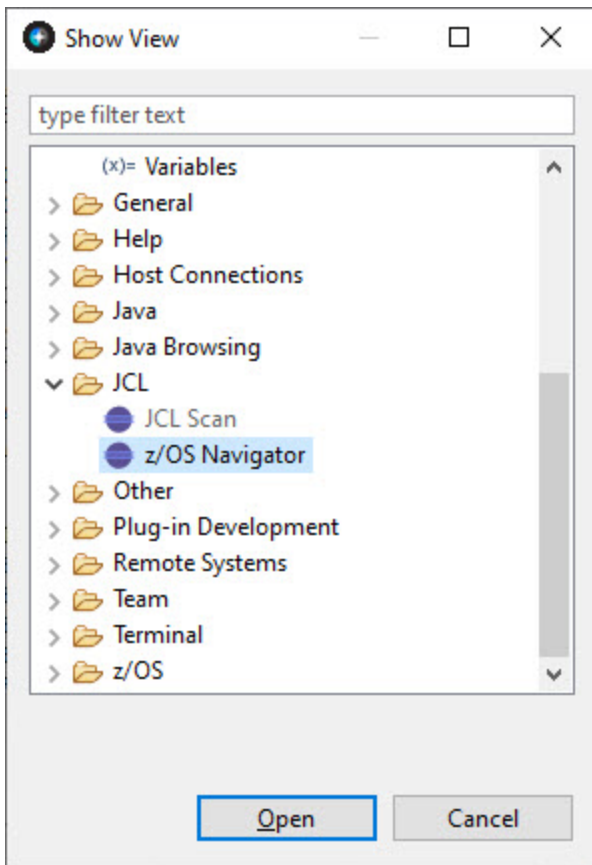 Show View
type filter text
(x)= Variables
General
Help
Host Connections
Java
Java Browsing
JCL
JCL Scan
z/OS Navigator
Other
Plug-in Development
Remote Systems
Team
Terminal
z/OS
Open
Cancel